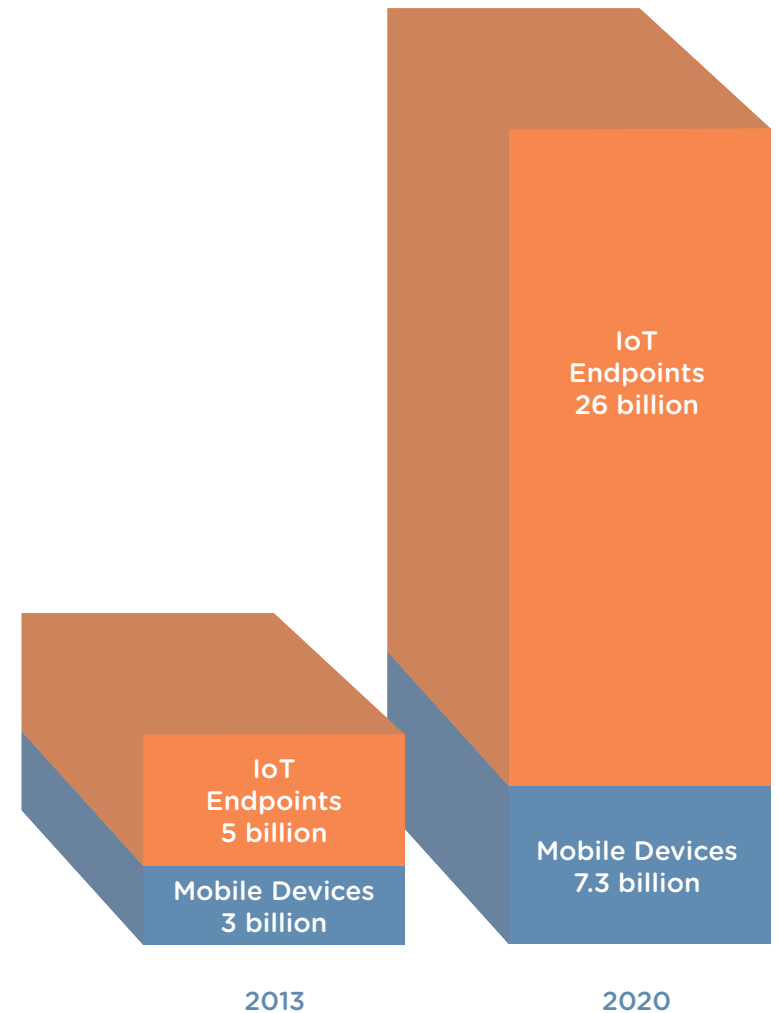 IoT
Endpoints
26 billion
IoT
Endpoints
5 billion
Mobile Devices
3 billion
Mobile Devices
7.3 billion
2013
2020